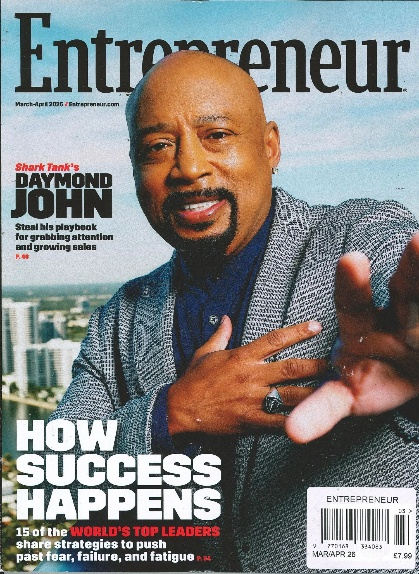 Entrepreneur
March-April 2026 / Entrepreneur.com
Shark Tank's
DAYMOND
JOHN
Steal his playbook
for grabbing attention
and growing sales
HOW
SUCCESS
HAPPENS
15 of the WORLD'S TOP LEADERS
share strategies to push
past fear, failure, and fatigue
ENTREPRENEUR
MAR/APR 26
£7.99